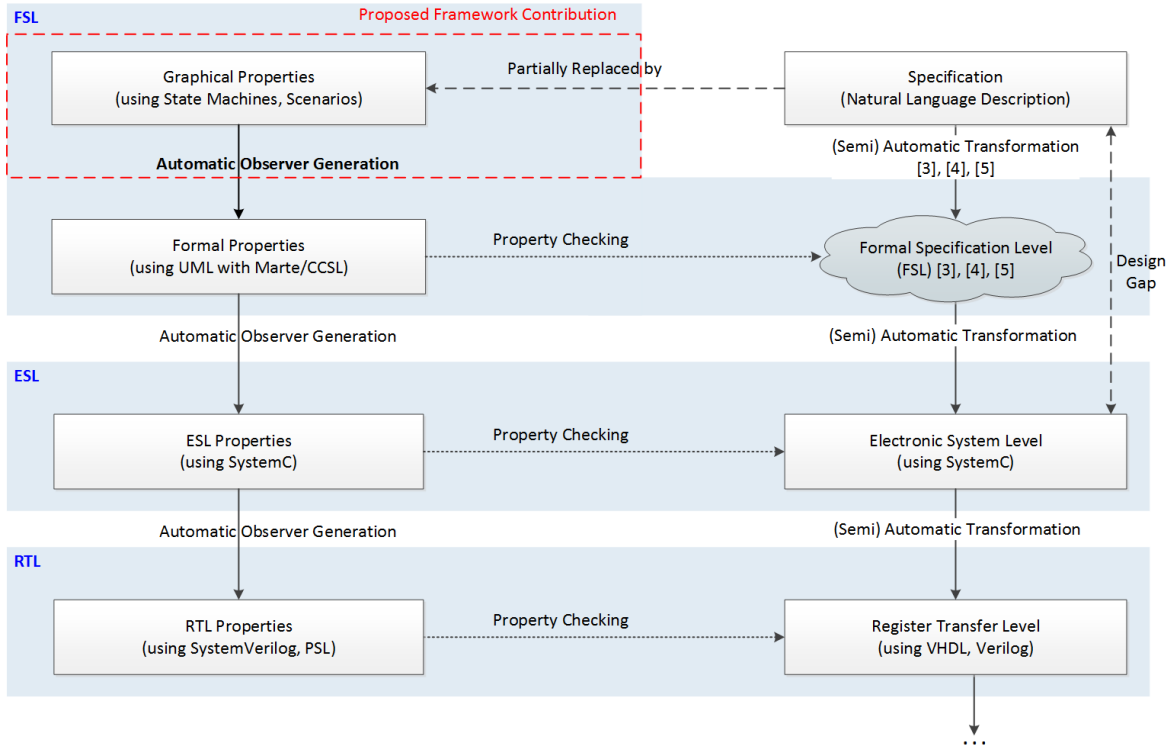 FSL
Proposed Framework Contribution
Graphical Properties
(using State Machines, Scenarios)
Partially Replaced by
Specification
(Natural Language Description)
Automatic Observer Generation
(Semi) Automatic Transformation
[3], [4], [5]
Formal Properties
(using UML with Marte/CCSL)
Property Checking
Formal Specification Level
(FSL) [3], [4], [5]
Design
Gap
Automatic Observer Generation
(Semi) Automatic Transformation
ESL
ESL Properties
(using SystemC)
Property Checking
Electronic System Level
(using SystemC)
Automatic Observer Generation
(Semi) Automatic Transformation
RTL
RTL Properties
(using SystemVerilog, PSL)
Property Checking
Register Transfer Level
(using VHDL, Verilog)
...